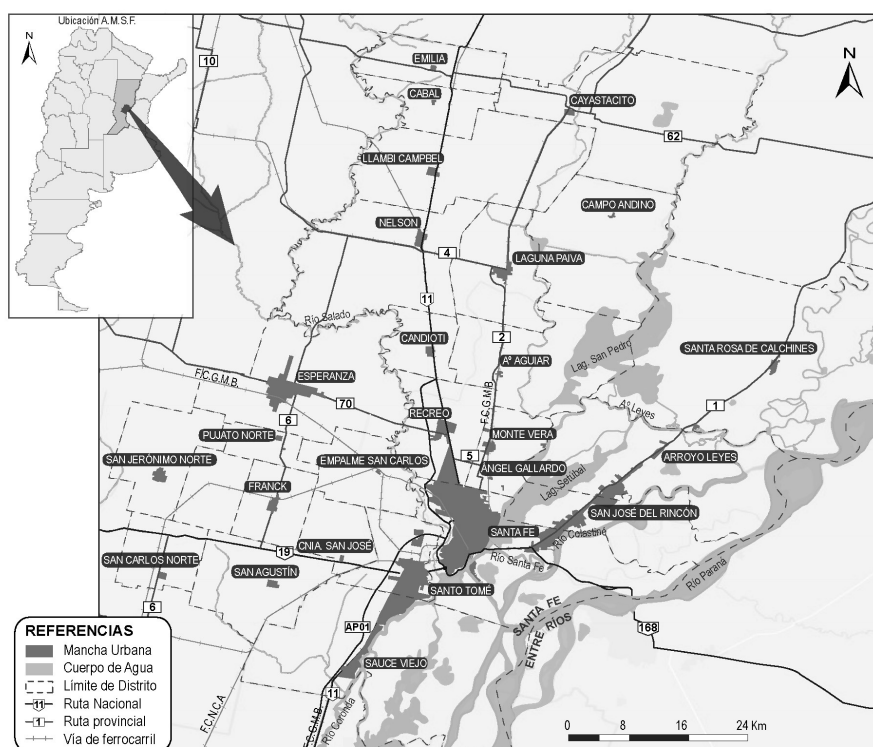 Ubicación A.M.S.F.
N
N
10
EMILIA
CABAL
CAYASTACITO
62
LLAMBI CAMPBEL
CAMPO ANDINO
NELSON
4
LAGUNA PAIVA
11
Río Salado
2
CANDIOTI
Aº AGUIAR
Lag. San Pedro
SANTA ROSA DE CALCHINES
F.C.G.M.B.
ESPERANZA
F.C.G.M.B.
70
RECREO
Aº Leyes
1
6
PUJATO NORTE
MONTE VERA
5
ARROYO LEYES
SAN JERÓNIMO NORTE
EMPALME SAN CARLOS
ÁNGEL GALLARDO
Lag. Setúbal
FRANCK
SAN JOSÉ DEL RINCÓN
SANTA FE
Río Colastiné
19
CNIA. SAN JOSÉ
SAN CARLOS NORTE
Río Santa Fe
SAN AGUSTÍN
Río Paraná
SANTO TOMÉ
6
AP01
SANTA FE
ENTRE RÍOS
168
SAUCE VIEJO
11
Río Coronda
F.C.N.C.A
F.C.G.M.B.
REFERENCIAS
Mancha Urbana
Cuerpo de Agua
Límite de Distrito
11 Ruta Nacional
1 Ruta provincial
Vía de ferrocarril
0 8 16 24 Km